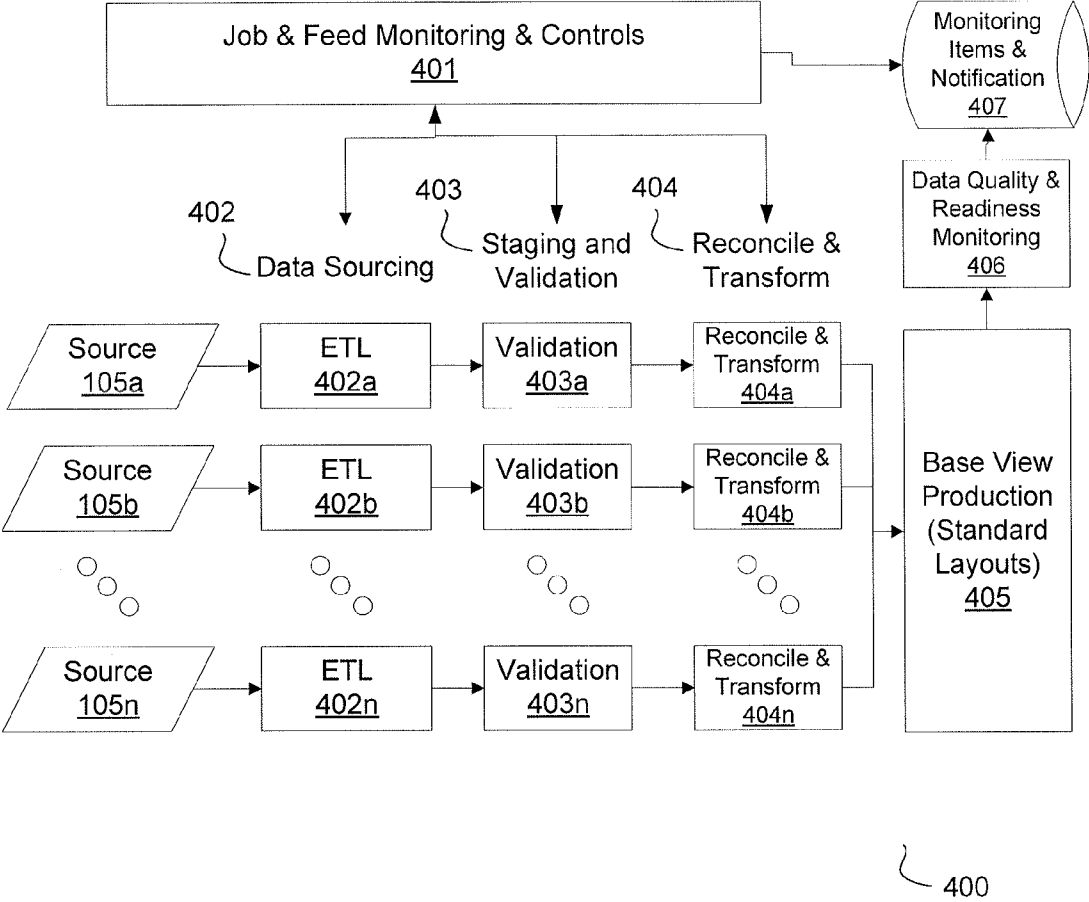 Job & Feed Monitoring & Controls
401
Monitoring
Items &
Notification
407
Data Quality &
Readiness
Monitoring
406
402
Data Sourcing
403
Staging and
Validation
404
Reconcile &
Transform
Source
105a
ETL
402a
Validation
403a
Reconcile &
Transform
404a
Source
105b
ETL
402b
Validation
403b
Reconcile &
Transform
404b
Source
105n
ETL
402n
Validation
403n
Reconcile &
Transform
404n
Base View
Production
(Standard
Layouts)
405
400